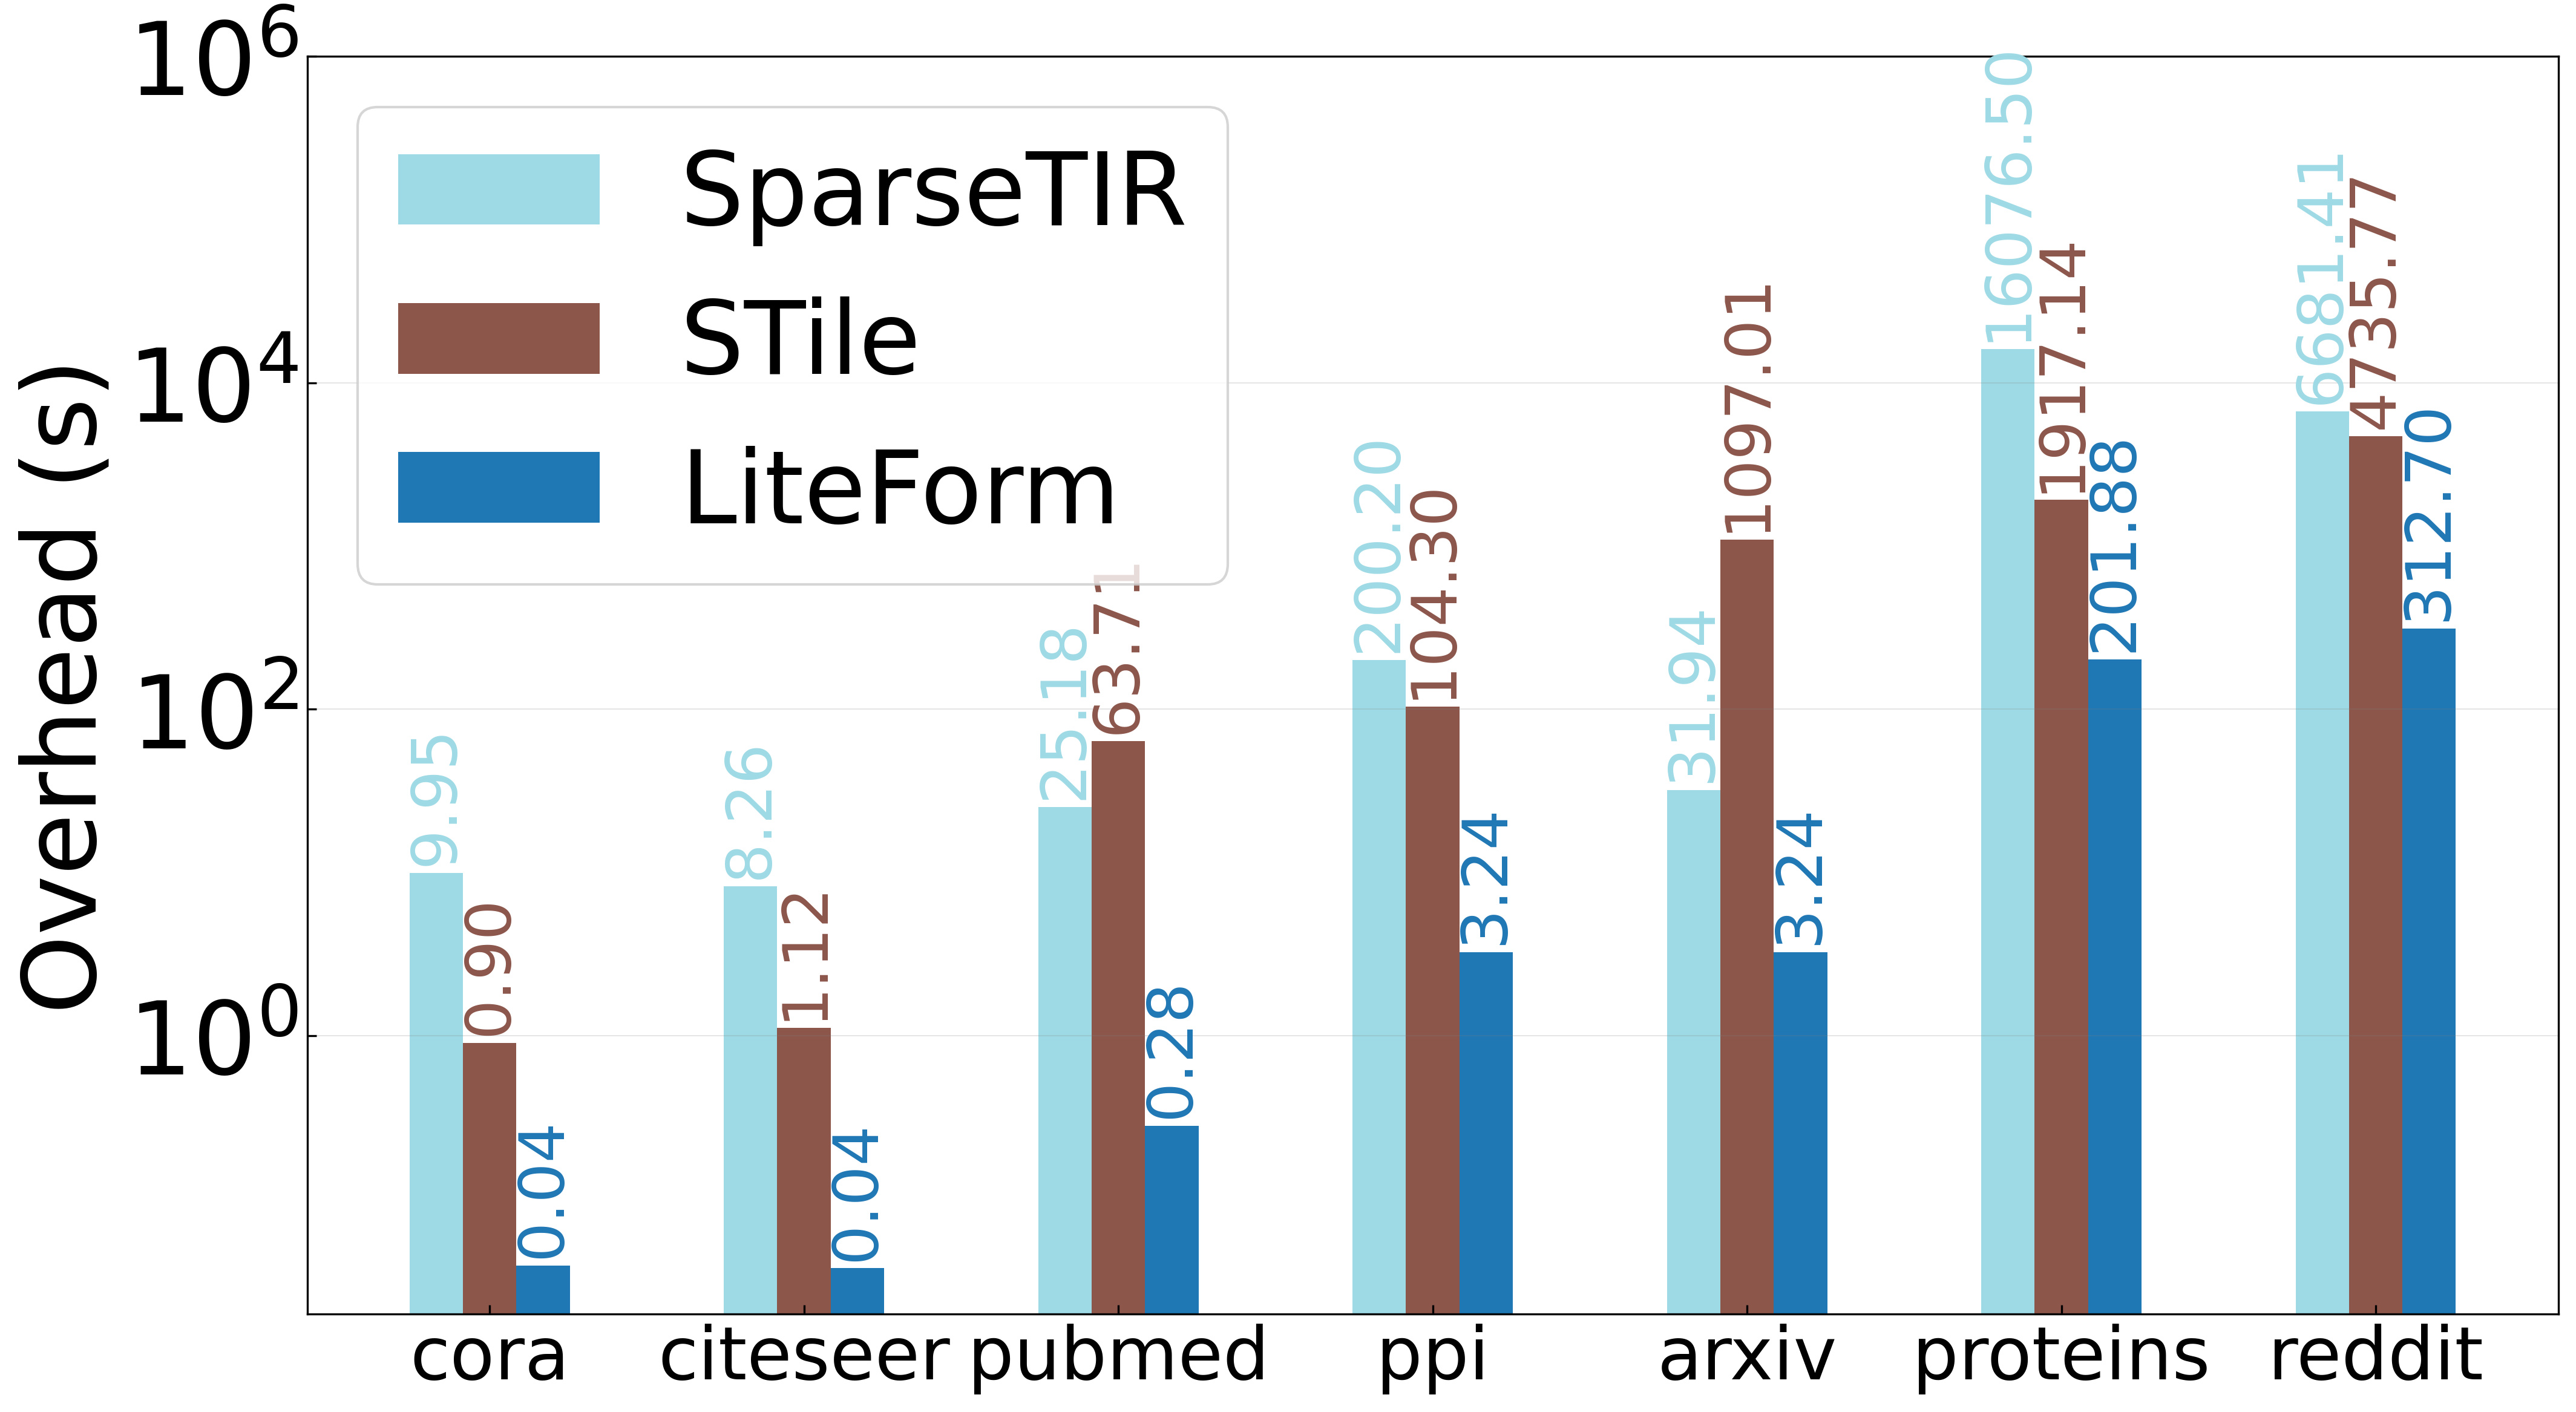 Overhead (s)
10^6
10^4
10^2
10^0
SparseTIR
STile
LiteForm
9.95
0.90
0.04
8.26
1.12
0.04
25.18
63.71
0.28
200.20
104.30
3.24
31.94
1097.01
3.24
16076.50
1917.14
201.88
6681.41
4735.77
312.70
cora
citeseer
pubmed
ppi
arxiv
proteins
reddit